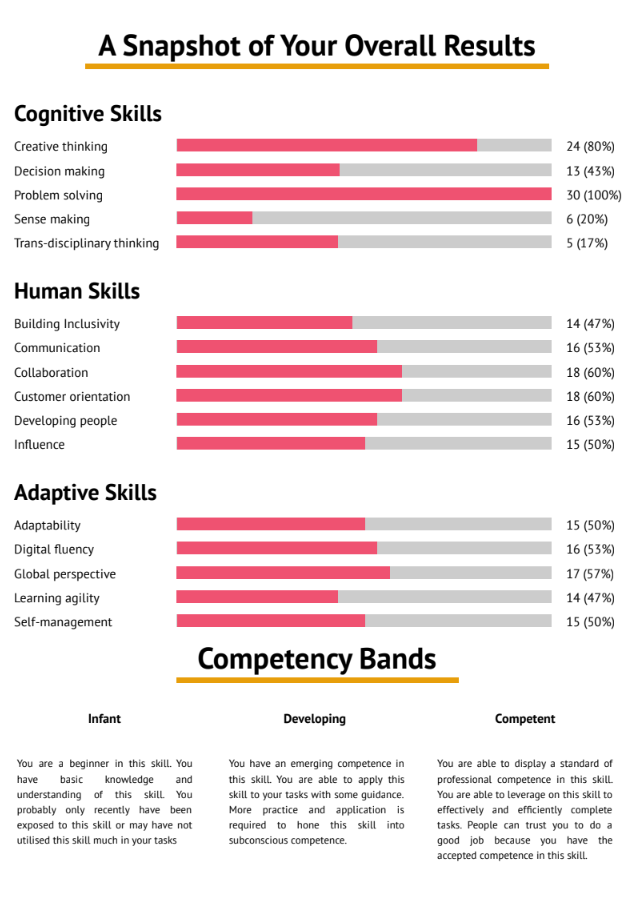 A Snapshot of Your Overall Results
Cognitive Skills
Creative thinking 24 (80%)
Decision making 13 (43%)
Problem solving 30 (100%)
Sense making 6 (20%)
Trans-disciplinary thinking 5 (17%)
Human Skills
Building Inclusivity 14 (47%)
Communication 16 (53%)
Collaboration 18 (60%)
Customer orientation 18 (60%)
Developing people 16 (53%)
Influence 15 (50%)
Adaptive Skills
Adaptability 15 (50%)
Digital fluency 16 (53%)
Global perspective 17 (57%)
Learning agility 14 (47%)
Self-management 15 (50%)
Competency Bands
Infant
You are a beginner in this skill. You
have basic knowledge and
understanding of this skill. You
probably only recently have been
exposed to this skill or may have not
utilised this skill much in your tasks
Developing
You have an emerging competence in
this skill. You are able to apply this
skill to your tasks with some guidance.
More practice and application is
required to hone this skill into
subconscious competence.
Competent
You are able to display a standard of
professional competence in this skill.
You are able to leverage on this skill to
effectively and efficiently complete
tasks. People can trust you to do a
good job because you have the
accepted competence in this skill.